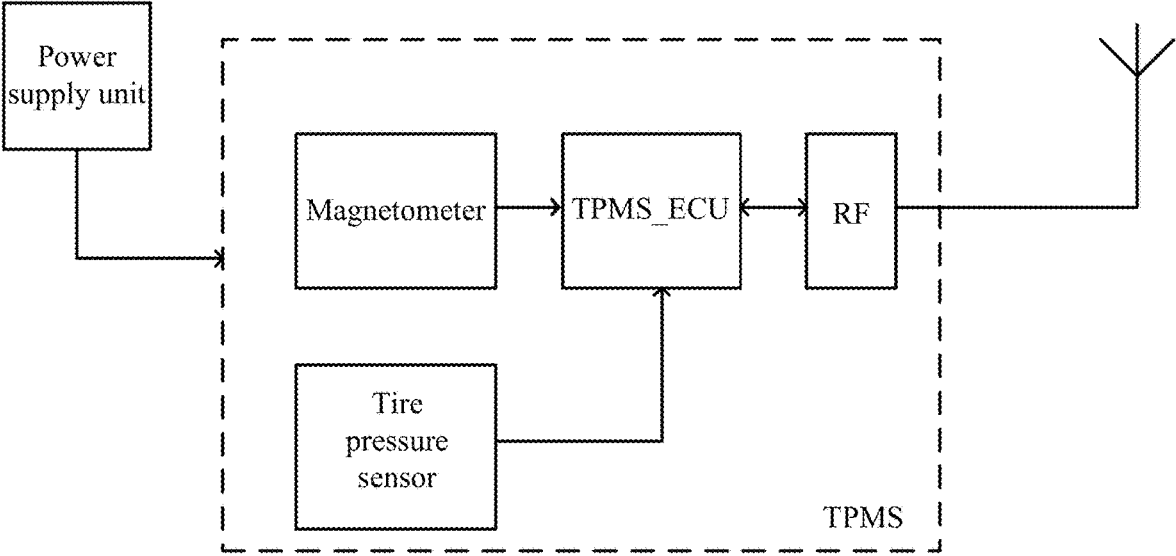 Power
supply unit
Magnetometer
TPMS_ECU
RF
Tire
pressure
sensor
TPMS